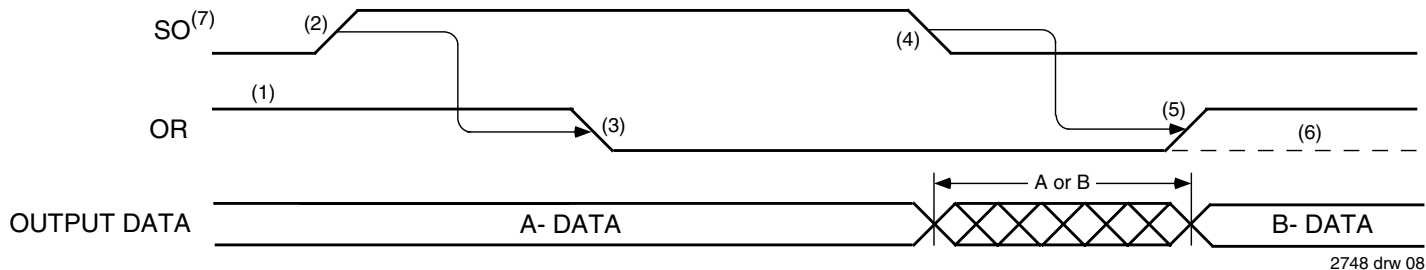 SO(7)
(2)
(4)
(1)
OR
(3)
(5)
(6)
A or B
OUTPUT DATA
A- DATA
B- DATA
2748 drw 08